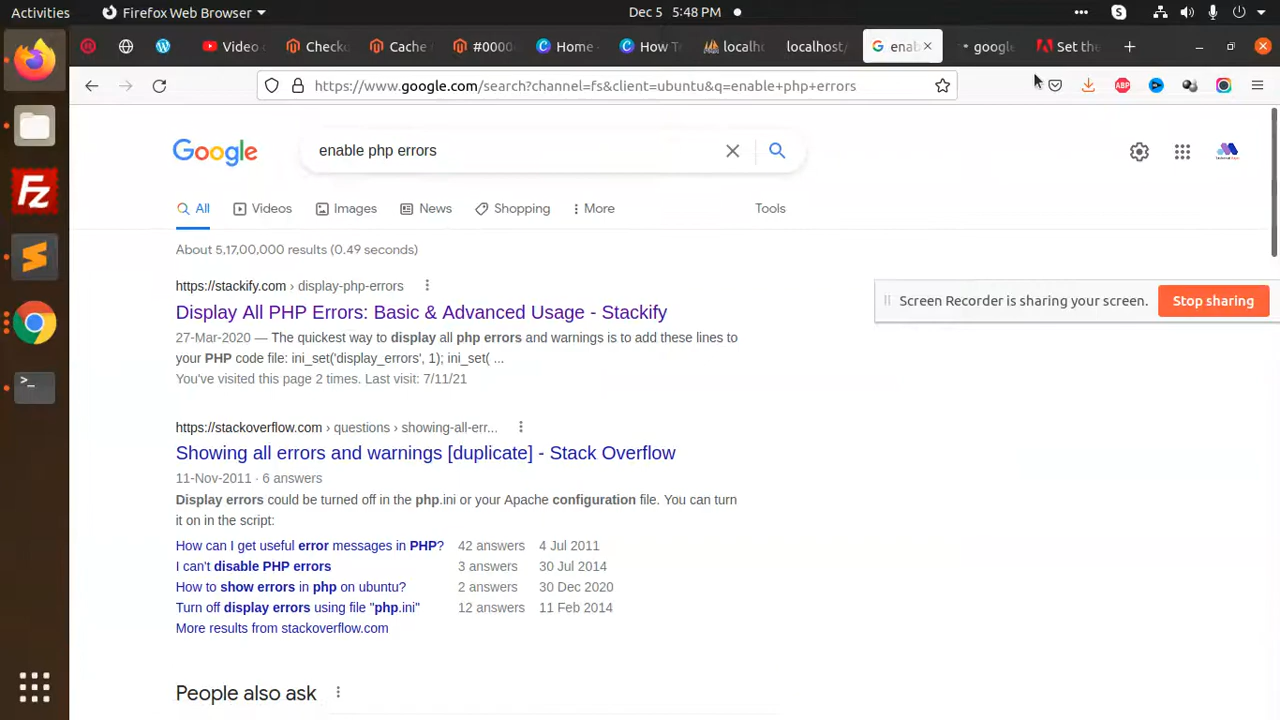 Activities
Firefox Web Browser
Dec 5 5:48 PM
Video
Checko
Cache
#0000
Home -
How T
localh
localhost/
enab
google
Set the
https://www.google.com/search?channel=fs&client=ubuntu&q=enable+php+errors
ABP
Google
enable php errors
All
Videos
Images
News
Shopping
More
Tools
About 5,17,00,000 results (0.49 seconds)
https://stackify.com › display-php-errors
Display All PHP Errors: Basic & Advanced Usage - Stackify
27-Mar-2020 — The quickest way to display all php errors and warnings is to add these lines to
your PHP code file: ini_set('display_errors', 1); ini_set( ...
You've visited this page 2 times. Last visit: 7/11/21
Screen Recorder is sharing your screen.
Stop sharing
https://stackoverflow.com › questions › showing-all-err...
Showing all errors and warnings [duplicate] - Stack Overflow
11-Nov-2011 · 6 answers
Display errors could be turned off in the php.ini or your Apache configuration file. You can turn
it on in the script:
How can I get useful error messages in PHP? 42 answers 4 Jul 2011
I can't disable PHP errors 3 answers 30 Jul 2014
How to show errors in php on ubuntu? 2 answers 30 Dec 2020
Turn off display errors using file "php.ini" 12 answers 11 Feb 2014
More results from stackoverflow.com
People also ask